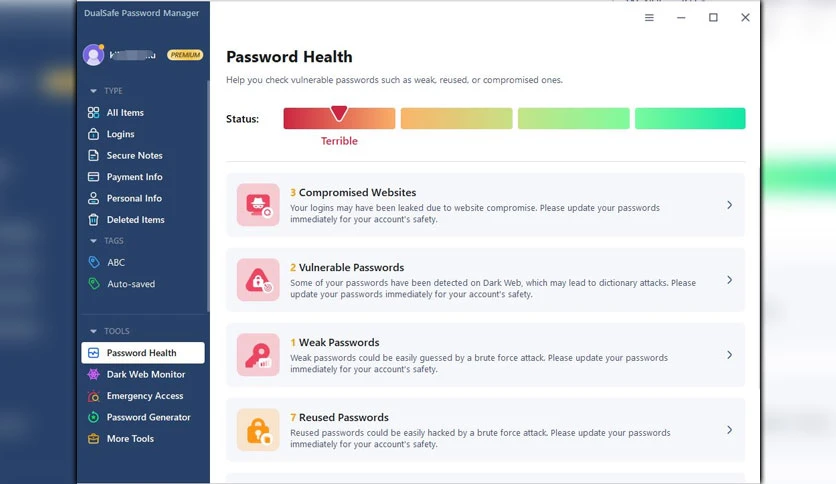 DualSafe Password Manager
PREMIUM
TYPE
All Items
Logins
Secure Notes
Payment Info
Personal Info
Deleted Items
TAGS
ABC
Auto-saved
TOOLS
Password Health
Dark Web Monitor
Emergency Access
Password Generator
More Tools
Password Health
Help you check vulnerable passwords such as weak, reused, or compromised ones.
Status:
Terrible
3 Compromised Websites
Your logins may have been leaked due to website compromise. Please update your passwords
immediately for your account's safety.
2 Vulnerable Passwords
Some of your passwords have been detected on Dark Web, which may lead to dictionary attacks. Please
update your passwords immediately for your account's safety.
1 Weak Passwords
Weak passwords could be easily guessed by a brute force attack. Please update your passwords
immediately for your account's safety.
7 Reused Passwords
Reused passwords could be easily hacked by a brute force attack. Please update your passwords
immediately for your account's safety.